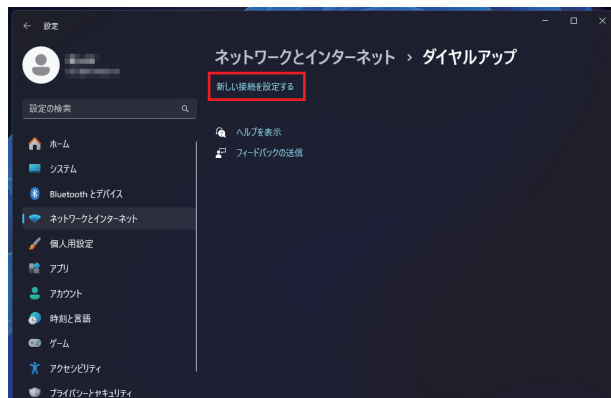 設定
ネットワークとインターネット › ダイヤルアップ
新しい接続を設定する
設定の検索
ヘルプを表示
フィードバックの送信
ホーム
システム
Bluetooth とデバイス
ネットワークとインターネット
個人用設定
アプリ
アカウント
時刻と言語
ゲーム
アクセシビリティ
プライバシーとセキュリティ